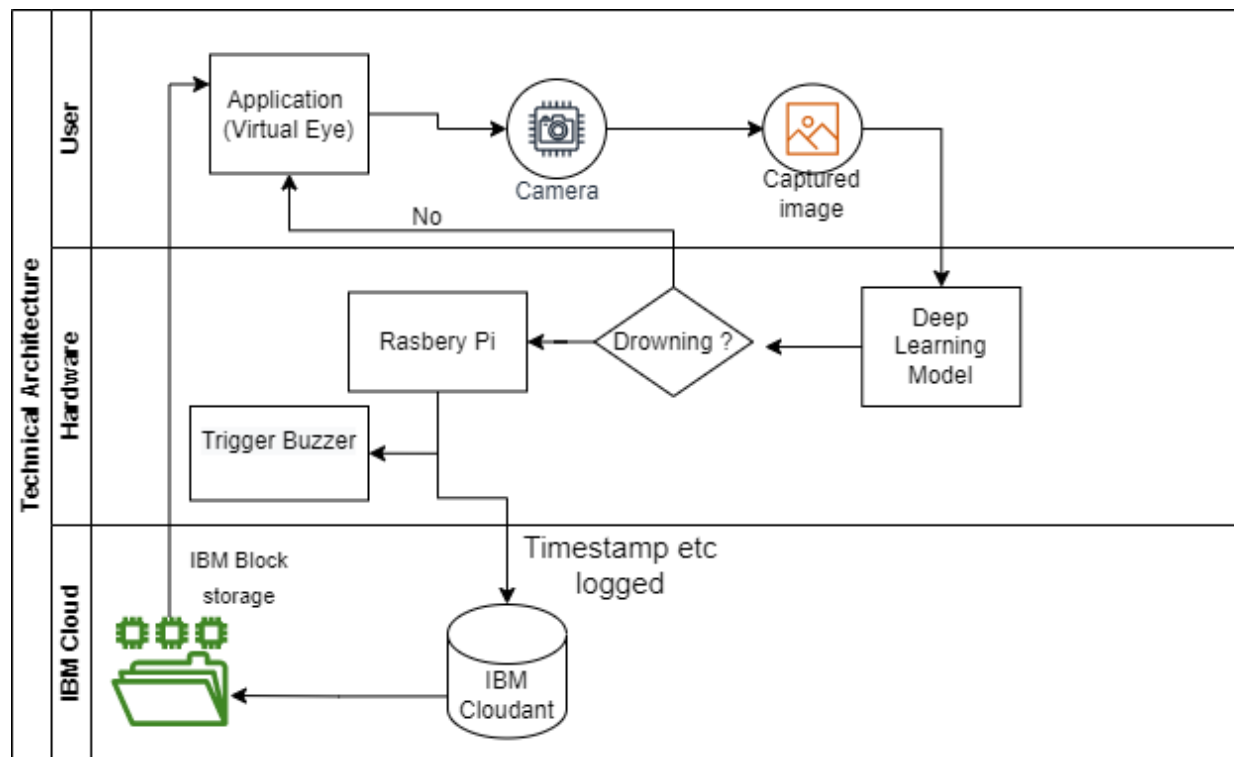 Technical Architecture
User
Application
(Virtual Eye)
Camera
Captured
image
No
Hardware
Rasbery Pi
Drowning ?
Deep
Learning
Model
Trigger Buzzer
IBM Cloud
IBM Block
storage
Timestamp etc
logged
IBM
Cloudant